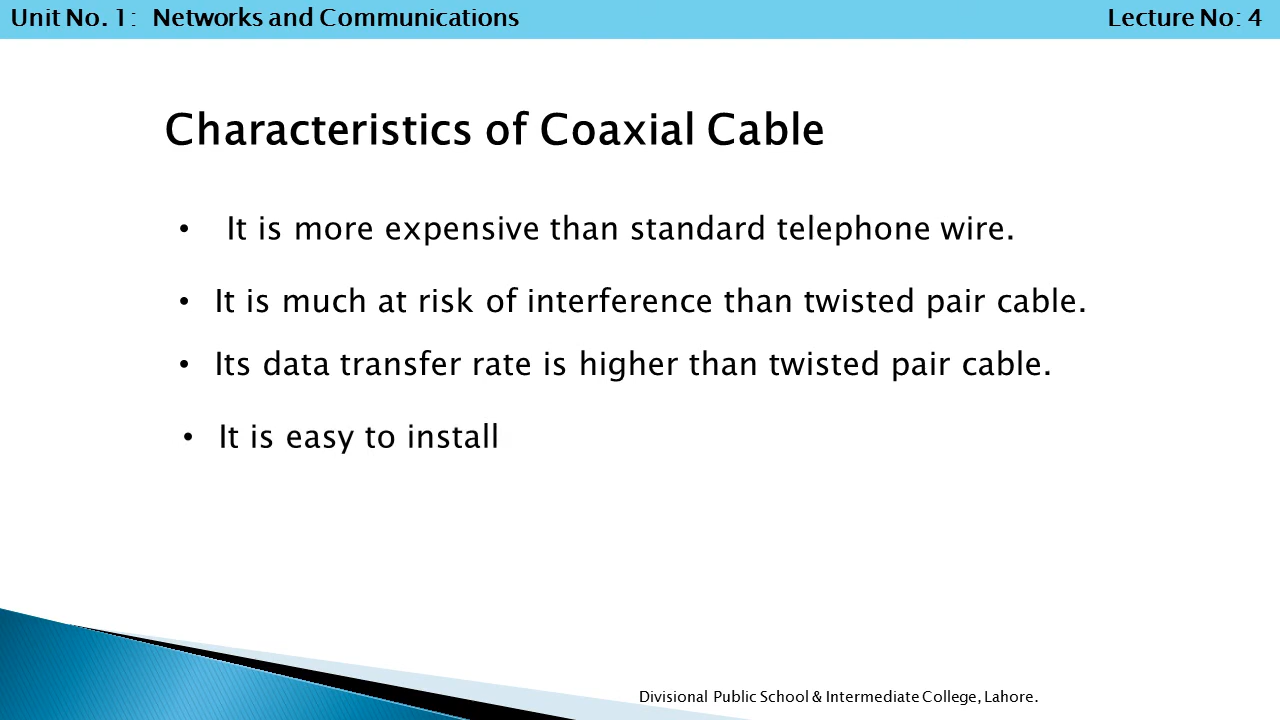 Unit No. 1:  Networks and Communications
Lecture No: 4
Characteristics of Coaxial Cable
• It is more expensive than standard telephone wire.
• It is much at risk of interference than twisted pair cable.
• Its data transfer rate is higher than twisted pair cable.
• It is easy to install
Divisional Public School & Intermediate College, Lahore.